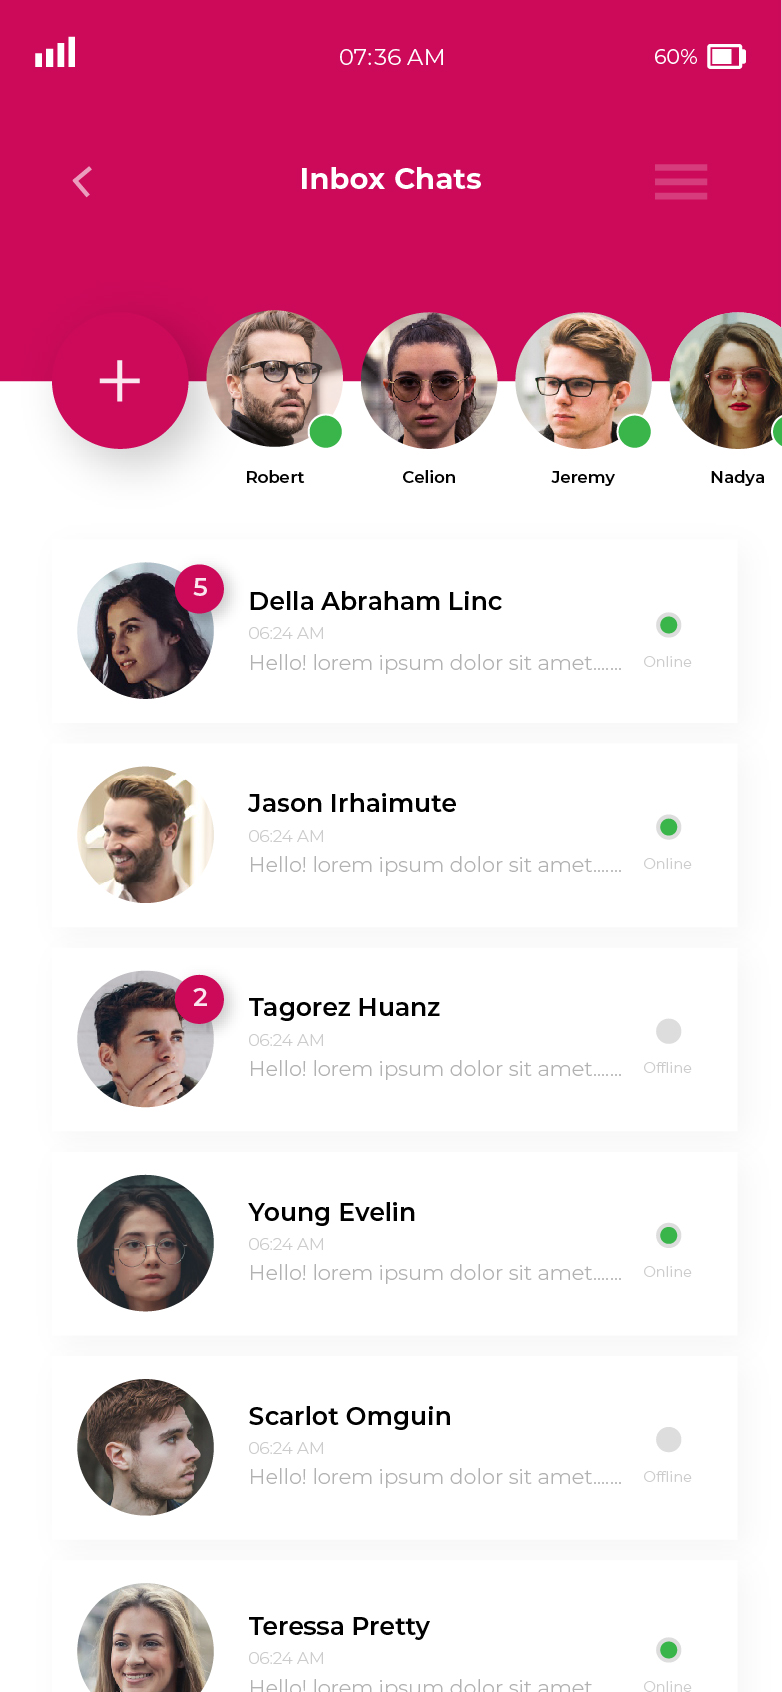 07:36 AM
60%
Inbox Chats
Robert
Celion
Jeremy
Nadya
5
Della Abraham Linc
06:24 AM
Hello! lorem ipsum dolor sit amet.......
Online
Jason Irhaimute
06:24 AM
Hello! lorem ipsum dolor sit amet.......
Online
2
Tagorez Huanz
06:24 AM
Hello! lorem ipsum dolor sit amet.......
Offline
Young Evelin
06:24 AM
Hello! lorem ipsum dolor sit amet.......
Online
Scarlot Omguin
06:24 AM
Hello! lorem ipsum dolor sit amet.......
Offline
Teressa Pretty
06:24 AM
Hello! lorem ipsum dolor sit amet
Online